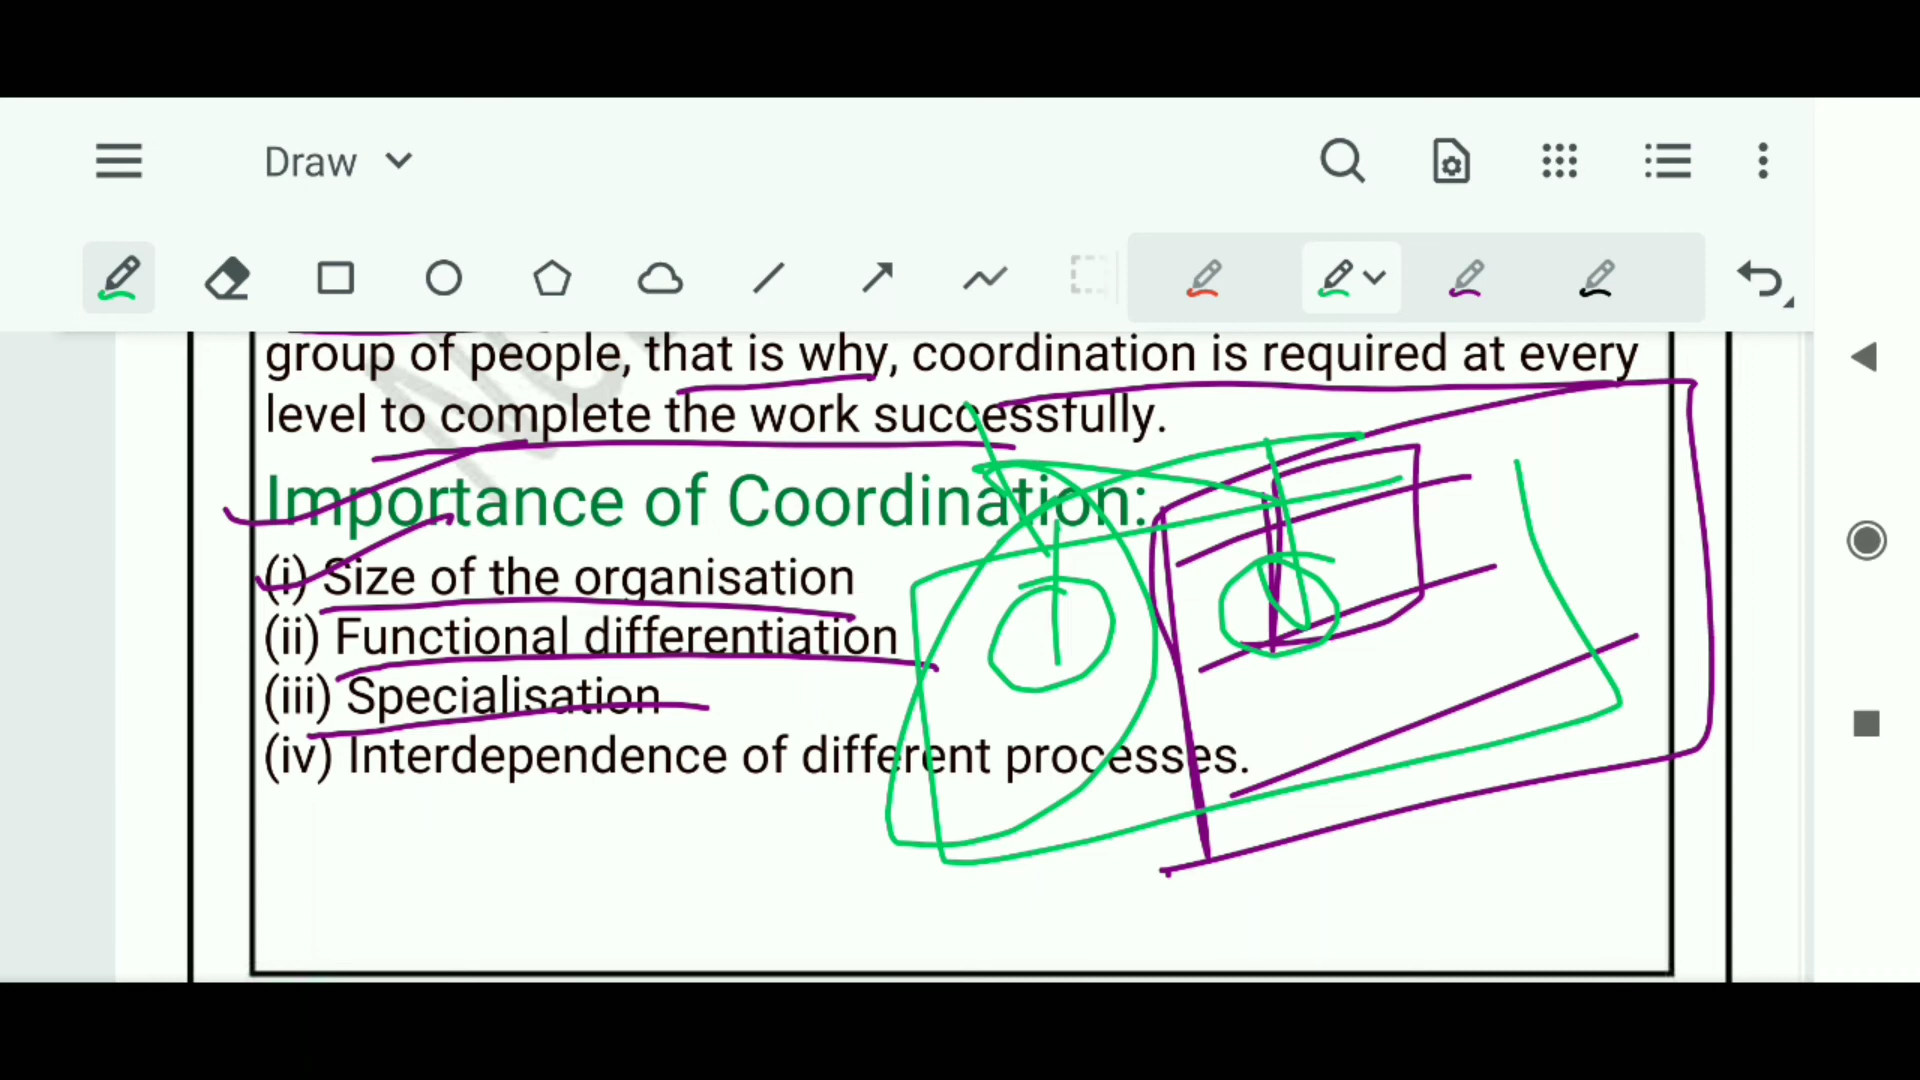 Draw
group of people, that is why, coordination is required at every
level to complete the work successfully.
Importance of Coordination:
(i) Size of the organisation
(ii) Functional differentiation
(iii) Specialisation
(iv) Interdependence of different processes.